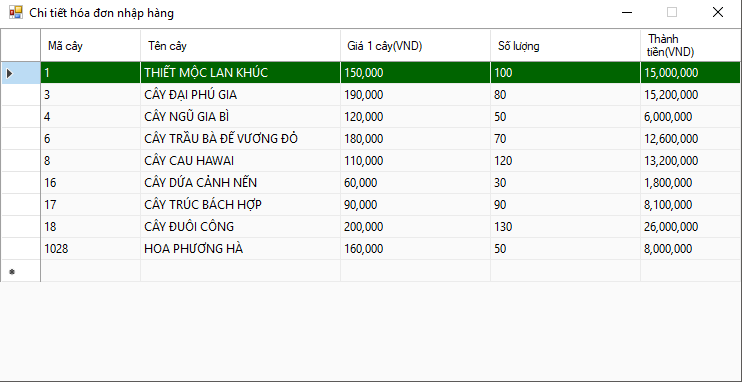 Chi tiết hóa đơn nhập hàng
Mã cây Tên cây Giá 1 cây(VND) Số lượng Thành tiền(VND)
1 THIẾT MỘC LAN KHÚC 150,000 100 15,000,000
3 CÂY ĐẠI PHÚ GIA 190,000 80 15,200,000
4 CÂY NGŨ GIA BÌ 120,000 50 6,000,000
6 CÂY TRẦU BÀ ĐẾ VƯƠNG ĐỎ 180,000 70 12,600,000
8 CÂY CAU HAWAI 110,000 120 13,200,000
16 CÂY DỨA CẢNH NẾN 60,000 30 1,800,000
17 CÂY TRÚC BÁCH HỢP 90,000 90 8,100,000
18 CÂY ĐUÔI CÔNG 200,000 130 26,000,000
1028 HOA PHƯƠNG HÀ 160,000 50 8,000,000